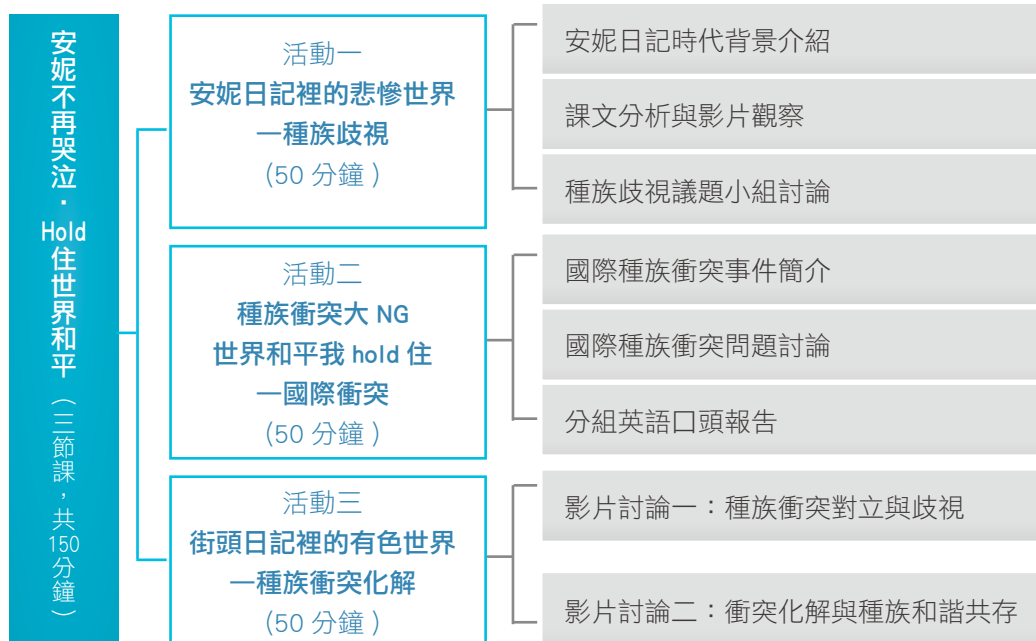 安妮不再哭泣・Hold住世界和平（三節課，共150分鐘）
活動一
安妮日記裡的悲慘世界
—種族歧視
(50 分鐘 )
安妮日記時代背景介紹
課文分析與影片觀察
種族歧視議題小組討論
活動二
種族衝突大 NG
世界和平我 hold 住
—國際衝突
(50 分鐘 )
國際種族衝突事件簡介
國際種族衝突問題討論
分組英語口頭報告
活動三
街頭日記裡的有色世界
—種族衝突化解
(50 分鐘 )
影片討論一：種族衝突對立與歧視
影片討論二：衝突化解與種族和諧共存